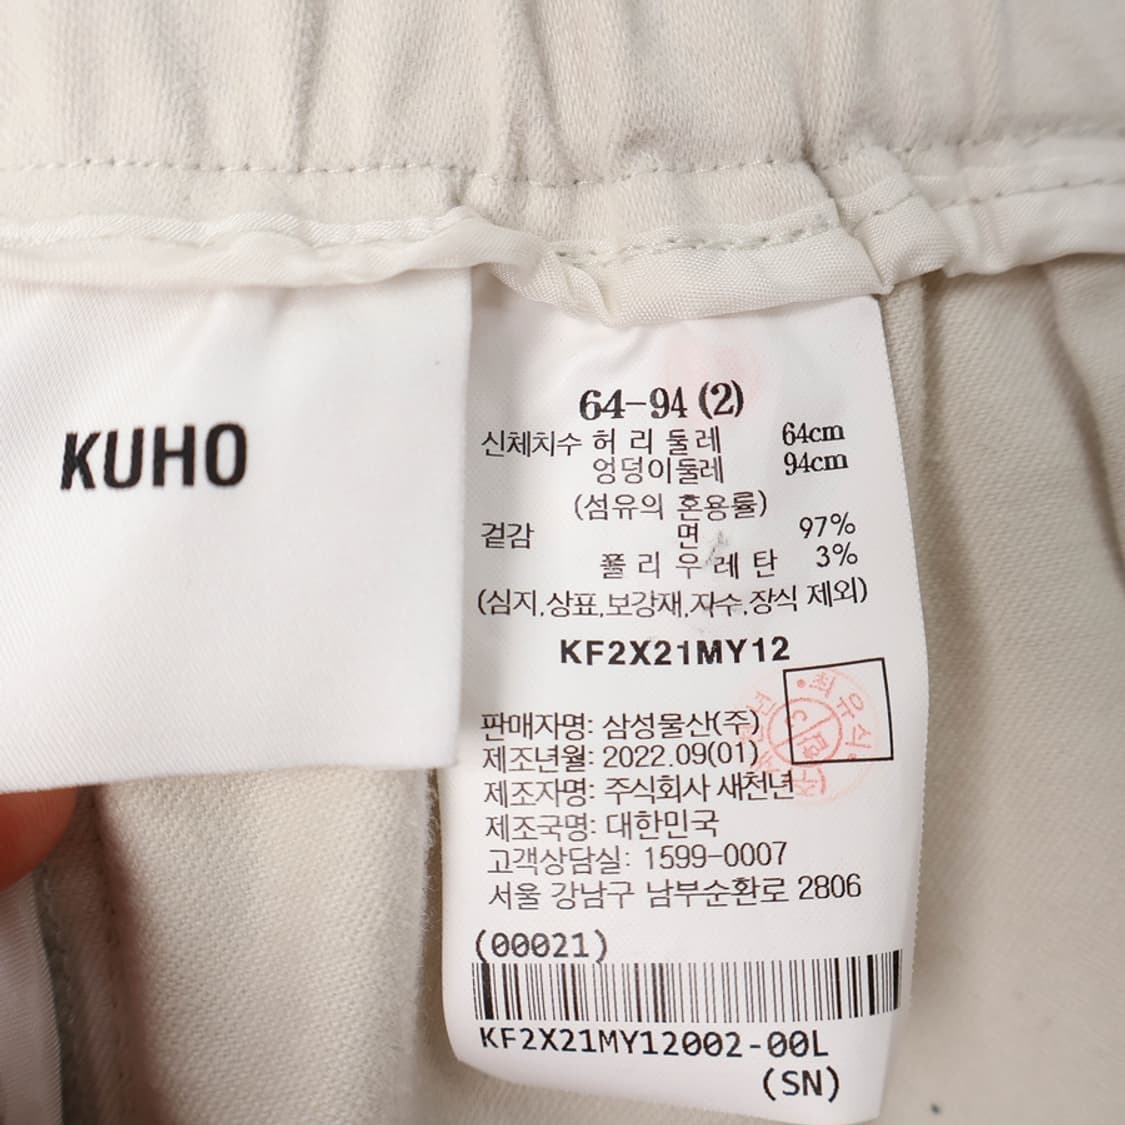 KUHO
64-94 (2)
신체치수 허 리 둘 레 64cm
엉덩이둘레 94cm
(섬유의 혼용률)
겉감 면 97%
폴 리 우 레 탄 3%
(심지,상표,보강재,자수,장식 제외)
KF2X21MY12
판매자명: 삼성물산(주)
제조년월: 2022.09(01)
제조자명: 주식회사 새천년
제조국명: 대한민국
고객상담실: 1599-0007
서울 강남구 남부순환로 2806
(00021)
KF2X21MY12002-00L
(SN)